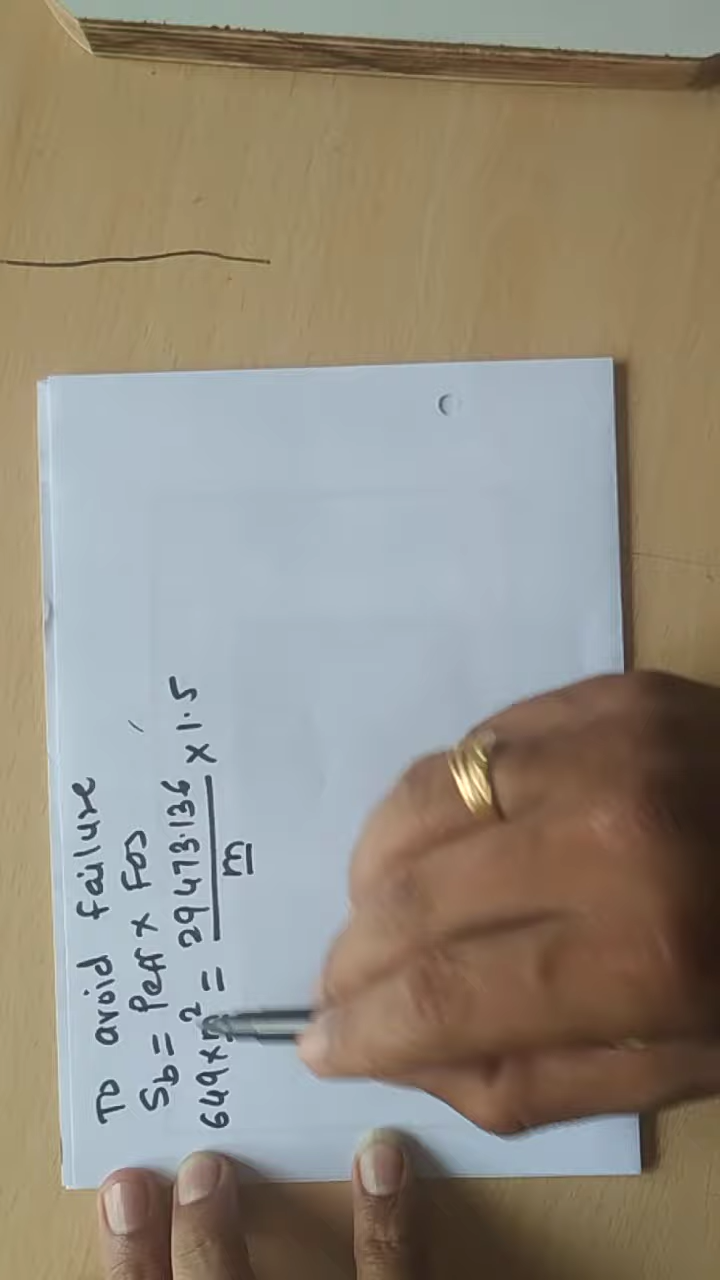 To avoid failure
Sb = Peff x Fos
649 x m² = 29473.136 / m x 1.5